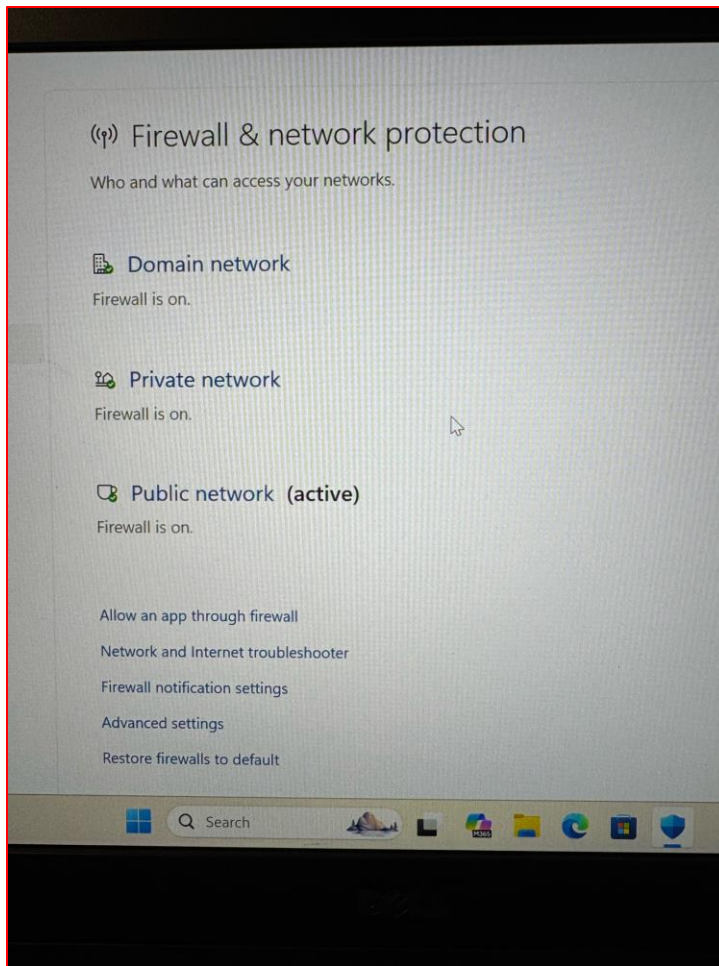 Firewall & network protection
Who and what can access your networks.
Domain network
Firewall is on.
Private network
Firewall is on.
Public network (active)
Firewall is on.
Allow an app through firewall
Network and Internet troubleshooter
Firewall notification settings
Advanced settings
Restore firewalls to default
Search
M365
DELL